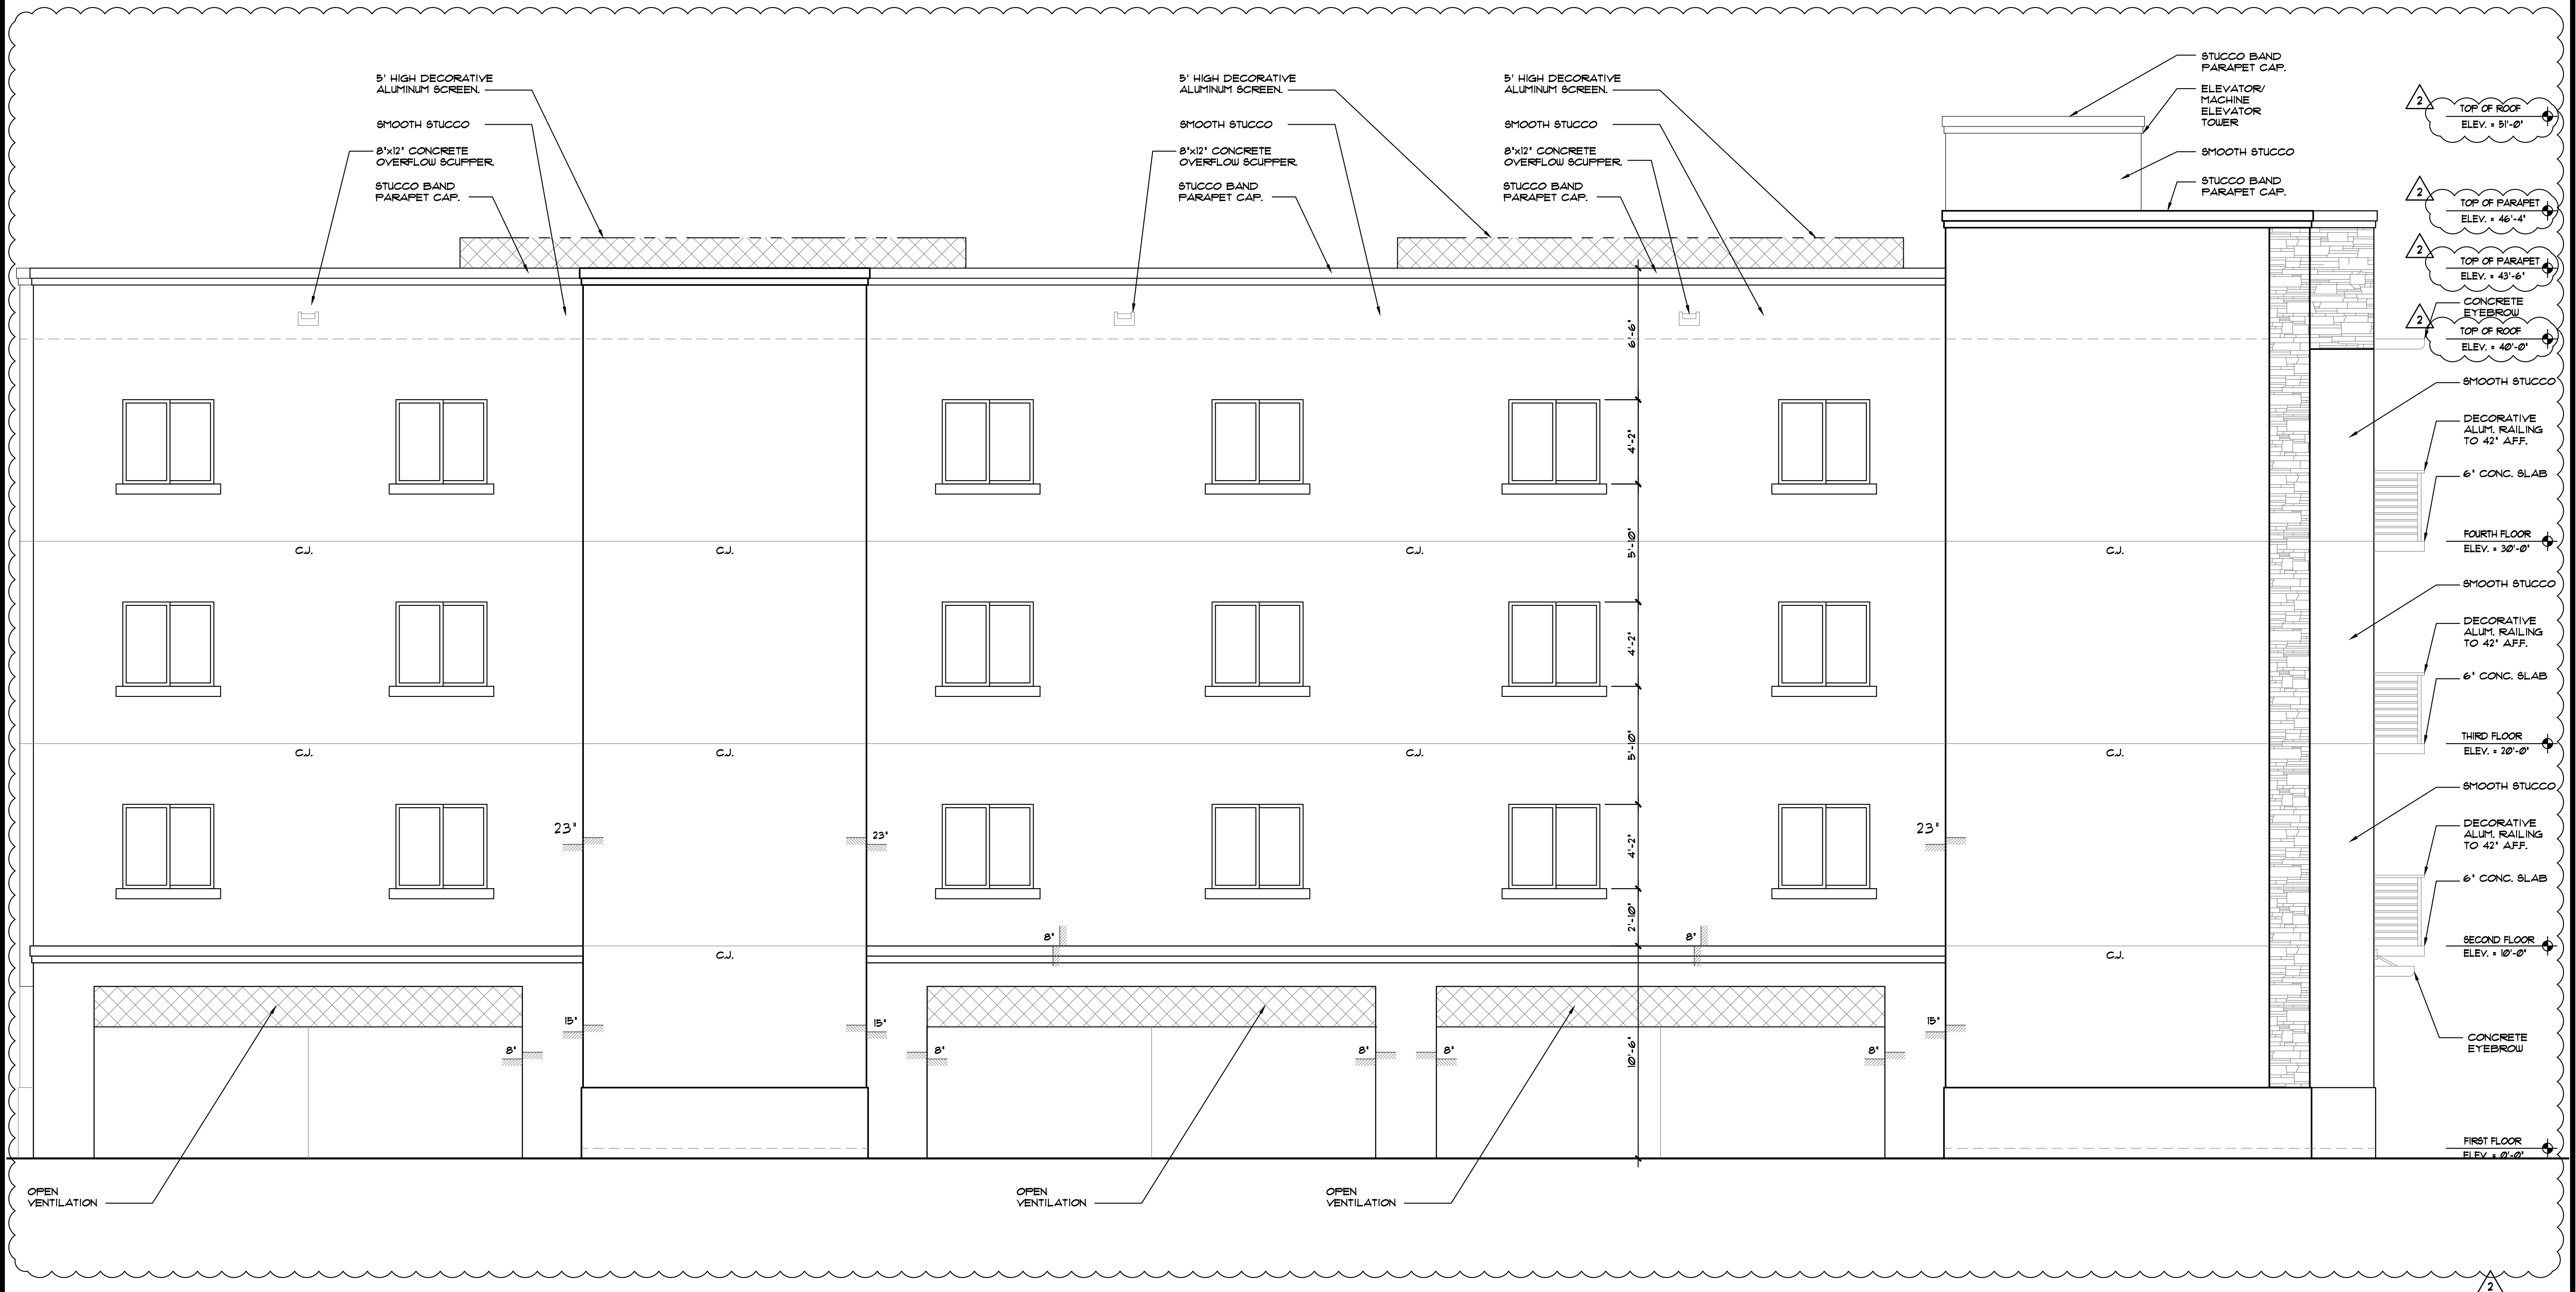 5' HIGH DECORATIVE
ALUMINUM SCREEN.
SMOOTH STUCCO
8"x12" CONCRETE
OVERFLOW SCUPPER.
STUCCO BAND
PARAPET CAP.
5' HIGH DECORATIVE
ALUMINUM SCREEN.
SMOOTH STUCCO
8"x12" CONCRETE
OVERFLOW SCUPPER.
STUCCO BAND
PARAPET CAP.
5' HIGH DECORATIVE
ALUMINUM SCREEN.
SMOOTH STUCCO
8"x12" CONCRETE
OVERFLOW SCUPPER.
STUCCO BAND
PARAPET CAP.
STUCCO BAND
PARAPET CAP.
ELEVATOR/
MACHINE
ELEVATOR
TOWER
SMOOTH STUCCO
STUCCO BAND
PARAPET CAP.
2
TOP OF ROOF
ELEV. = 51'-0"
2
TOP OF PARAPET
ELEV. = 46'-4"
2
TOP OF PARAPET
ELEV. = 43'-6"
CONCRETE
EYEBROW
2
TOP OF ROOF
ELEV. = 40'-0"
SMOOTH STUCCO
DECORATIVE
ALUM. RAILING
TO 42" A.F.F.
6" CONC. SLAB
FOURTH FLOOR
ELEV. = 30'-0"
SMOOTH STUCCO
DECORATIVE
ALUM. RAILING
TO 42" A.F.F.
6" CONC. SLAB
THIRD FLOOR
ELEV. = 20'-0"
SMOOTH STUCCO
DECORATIVE
ALUM. RAILING
TO 42" A.F.F.
6" CONC. SLAB
SECOND FLOOR
ELEV. = 10'-0"
CONCRETE
EYEBROW
FIRST FLOOR
ELEV. = 0'-0"
6'-6"
4'-2"
5'-10"
4'-2"
5'-10"
4'-2"
2'-10"
10'-6"
C.J.
C.J.
C.J.
C.J.
C.J.
C.J.
C.J.
C.J.
23"
23"
23"
8"
8"
C.J.
C.J.
15"
15"
15"
8"
8"
8"
8"
8"
OPEN
VENTILATION
OPEN
VENTILATION
OPEN
VENTILATION
2